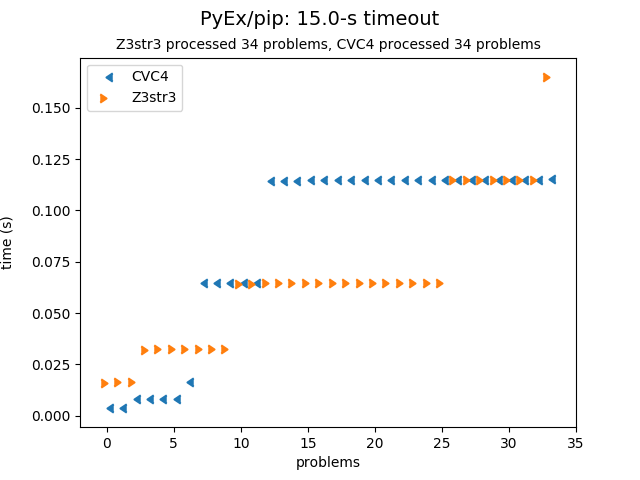 PyEx/pip: 15.0-s timeout
Z3str3 processed 34 problems, CVC4 processed 34 problems
CVC4
Z3str3
0.150
0.125
0.100
0.075
0.050
0.025
0.000
time (s)
0 5 10 15 20 25 30 35
problems